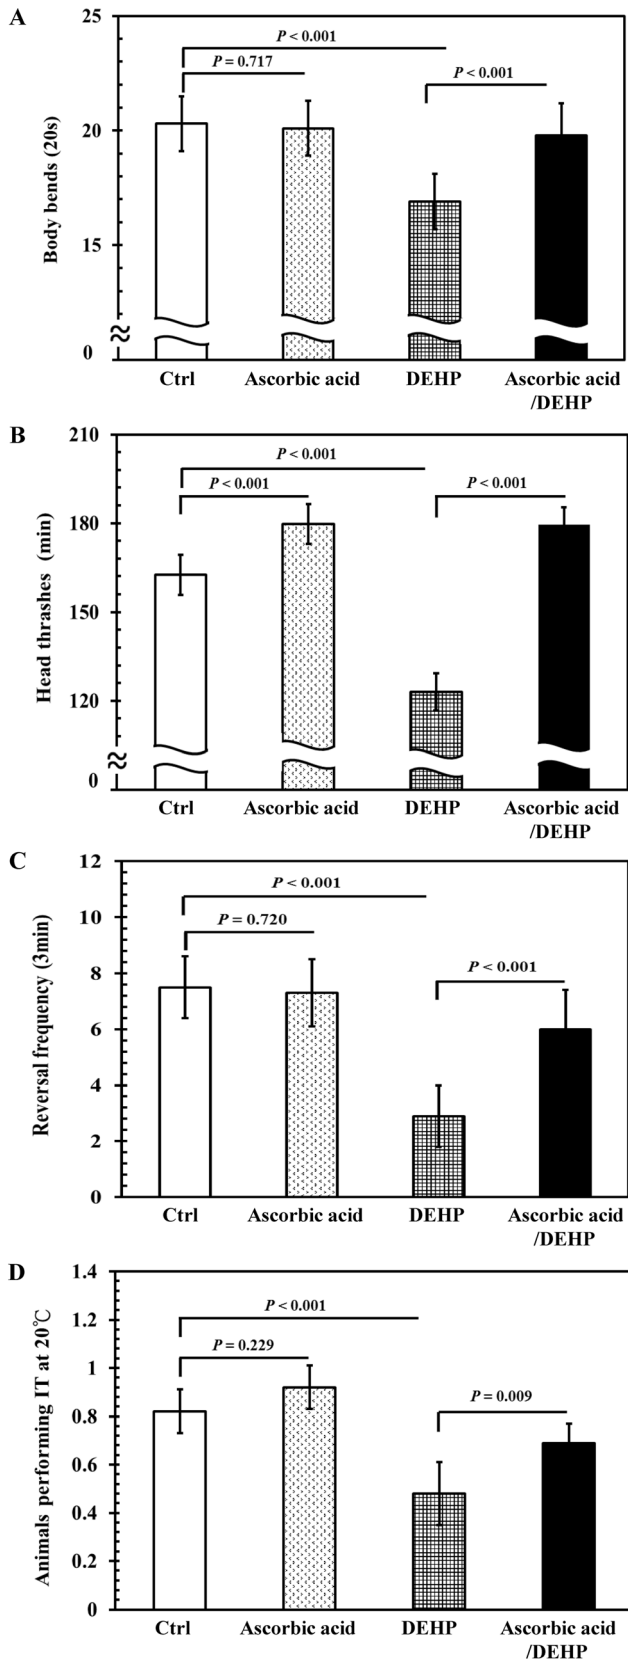 A
25
P < 0.001
P = 0.717
P < 0.001
20
Body bends (20s)
15
0
Ctrl
Ascorbic acid
DEHP
Ascorbic acid
/DEHP
B
210
P < 0.001
P < 0.001
P < 0.001
180
Head thrashes (min)
150
120
0
Ctrl
Ascorbic acid
DEHP
Ascorbic acid
/DEHP
C
12
P < 0.001
10
P = 0.720
P < 0.001
8
Reversal frequency (3min)
6
4
2
0
Ctrl
Ascorbic acid
DEHP
Ascorbic acid
/DEHP
D
1.4
P < 0.001
1.2
P = 0.229
1
P = 0.009
Animals performing IT at 20℃
0.8
0.6
0.4
0.2
0
Ctrl
Ascorbic acid
DEHP
Ascorbic acid
/DEHP